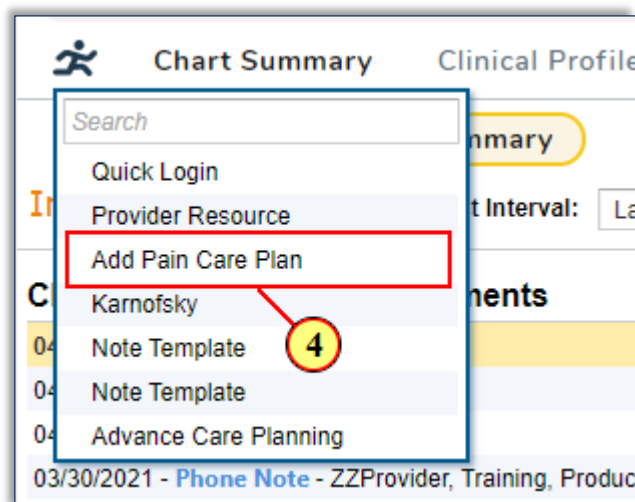 Chart Summary Clinical Profile
Search
mmary
Quick Login
t Interval: La
Provider Resource
Add Pain Care Plan
ments
Karnofsky
04
Note Template
4
04
Note Template
04
Advance Care Planning
03/30/2021 - Phone Note - ZZProvider, Training, Produc